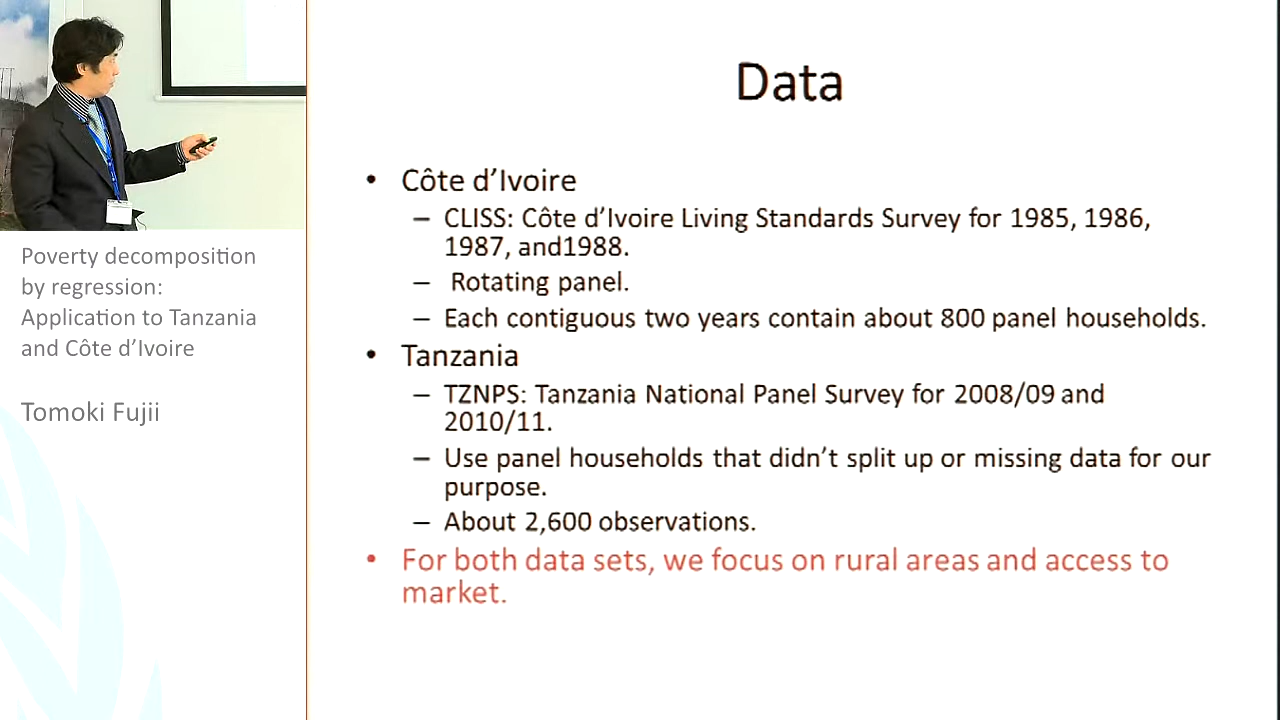 Data
• Côte d’Ivoire
– CLISS: Côte d’Ivoire Living Standards Survey for 1985, 1986,
1987, and1988.
– Rotating panel.
– Each contiguous two years contain about 800 panel households.
• Tanzania
– TZNPS: Tanzania National Panel Survey for 2008/09 and
2010/11.
– Use panel households that didn’t split up or missing data for our
purpose.
– About 2,600 observations.
• For both data sets, we focus on rural areas and access to
market.
Poverty decomposition
by regression:
Application to Tanzania
and Côte d’Ivoire
Tomoki Fujii